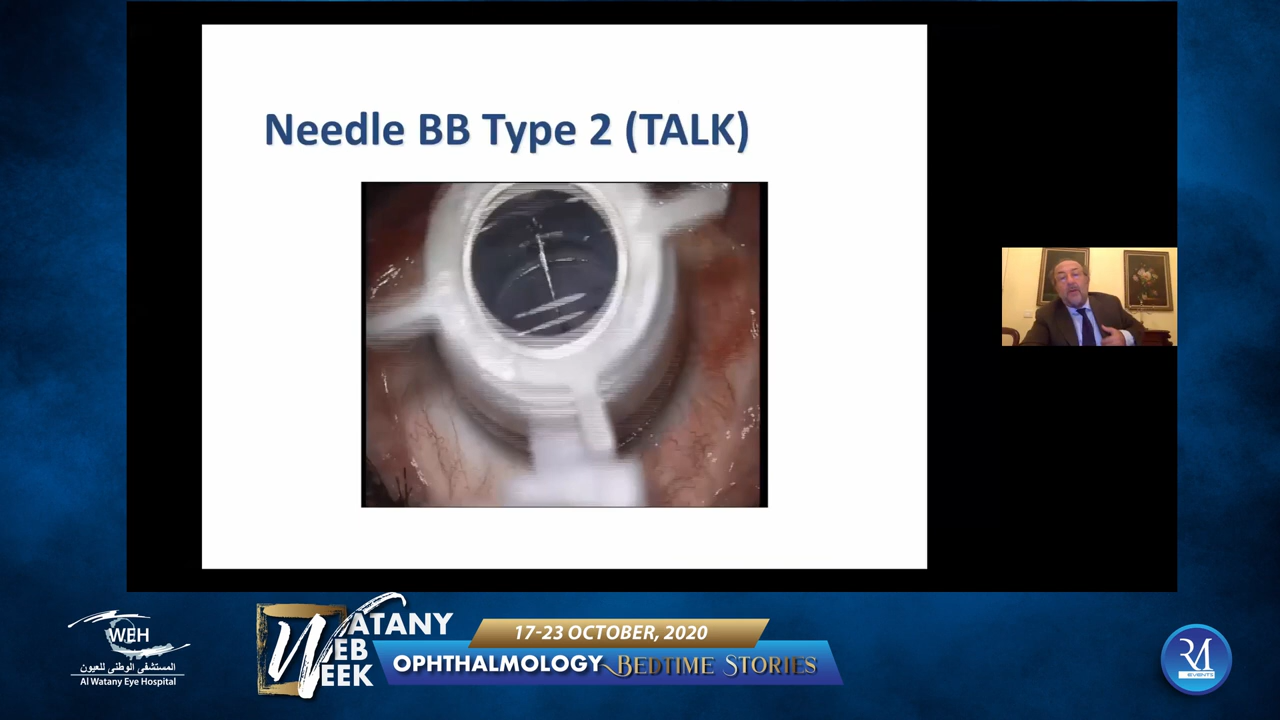 Needle BB Type 2 (TALK)
WEH
المستشفى الوطنى للعيون
Al Watany Eye Hospital
WATANY
WEB
WEEK
17-23 OCTOBER, 2020
OPHTHALMOLOGY BEDTIME STORIES
RM
EVENTS